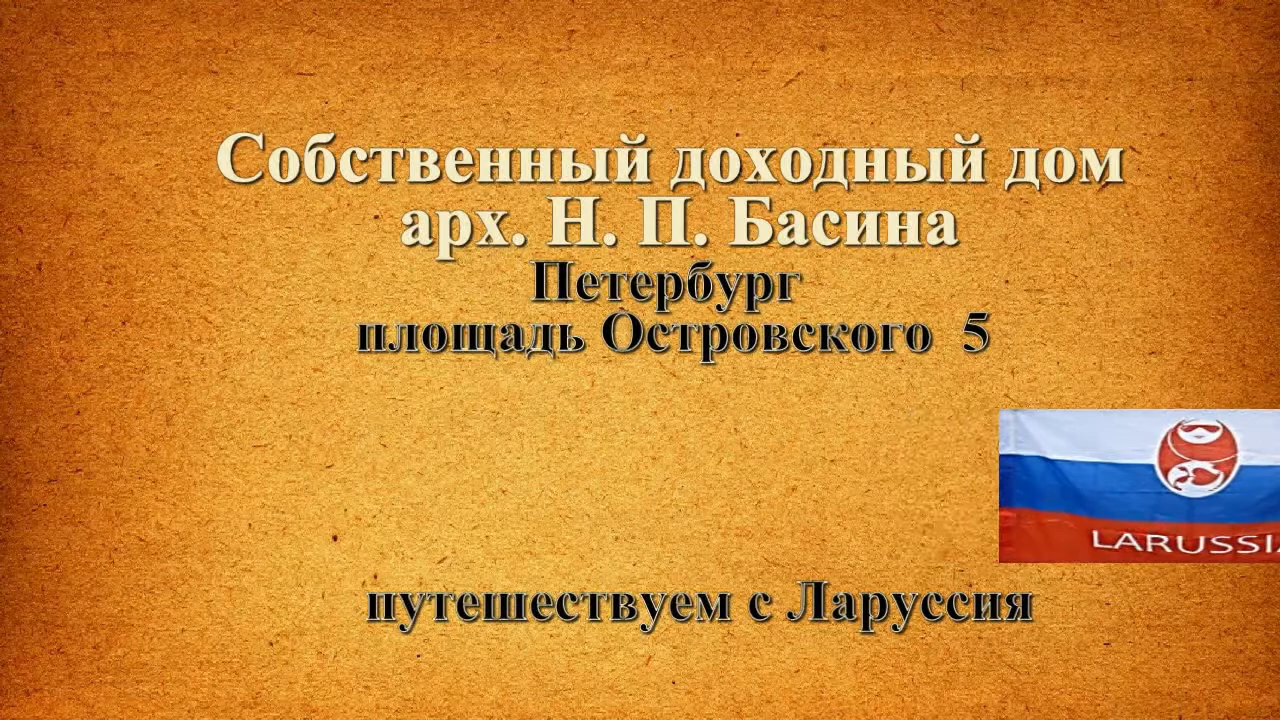 Собственный доходный дом
арх. Н. П. Басина
Петербург
площадь Островского 5
LARUSSIA
путешествуем с Ларуссия